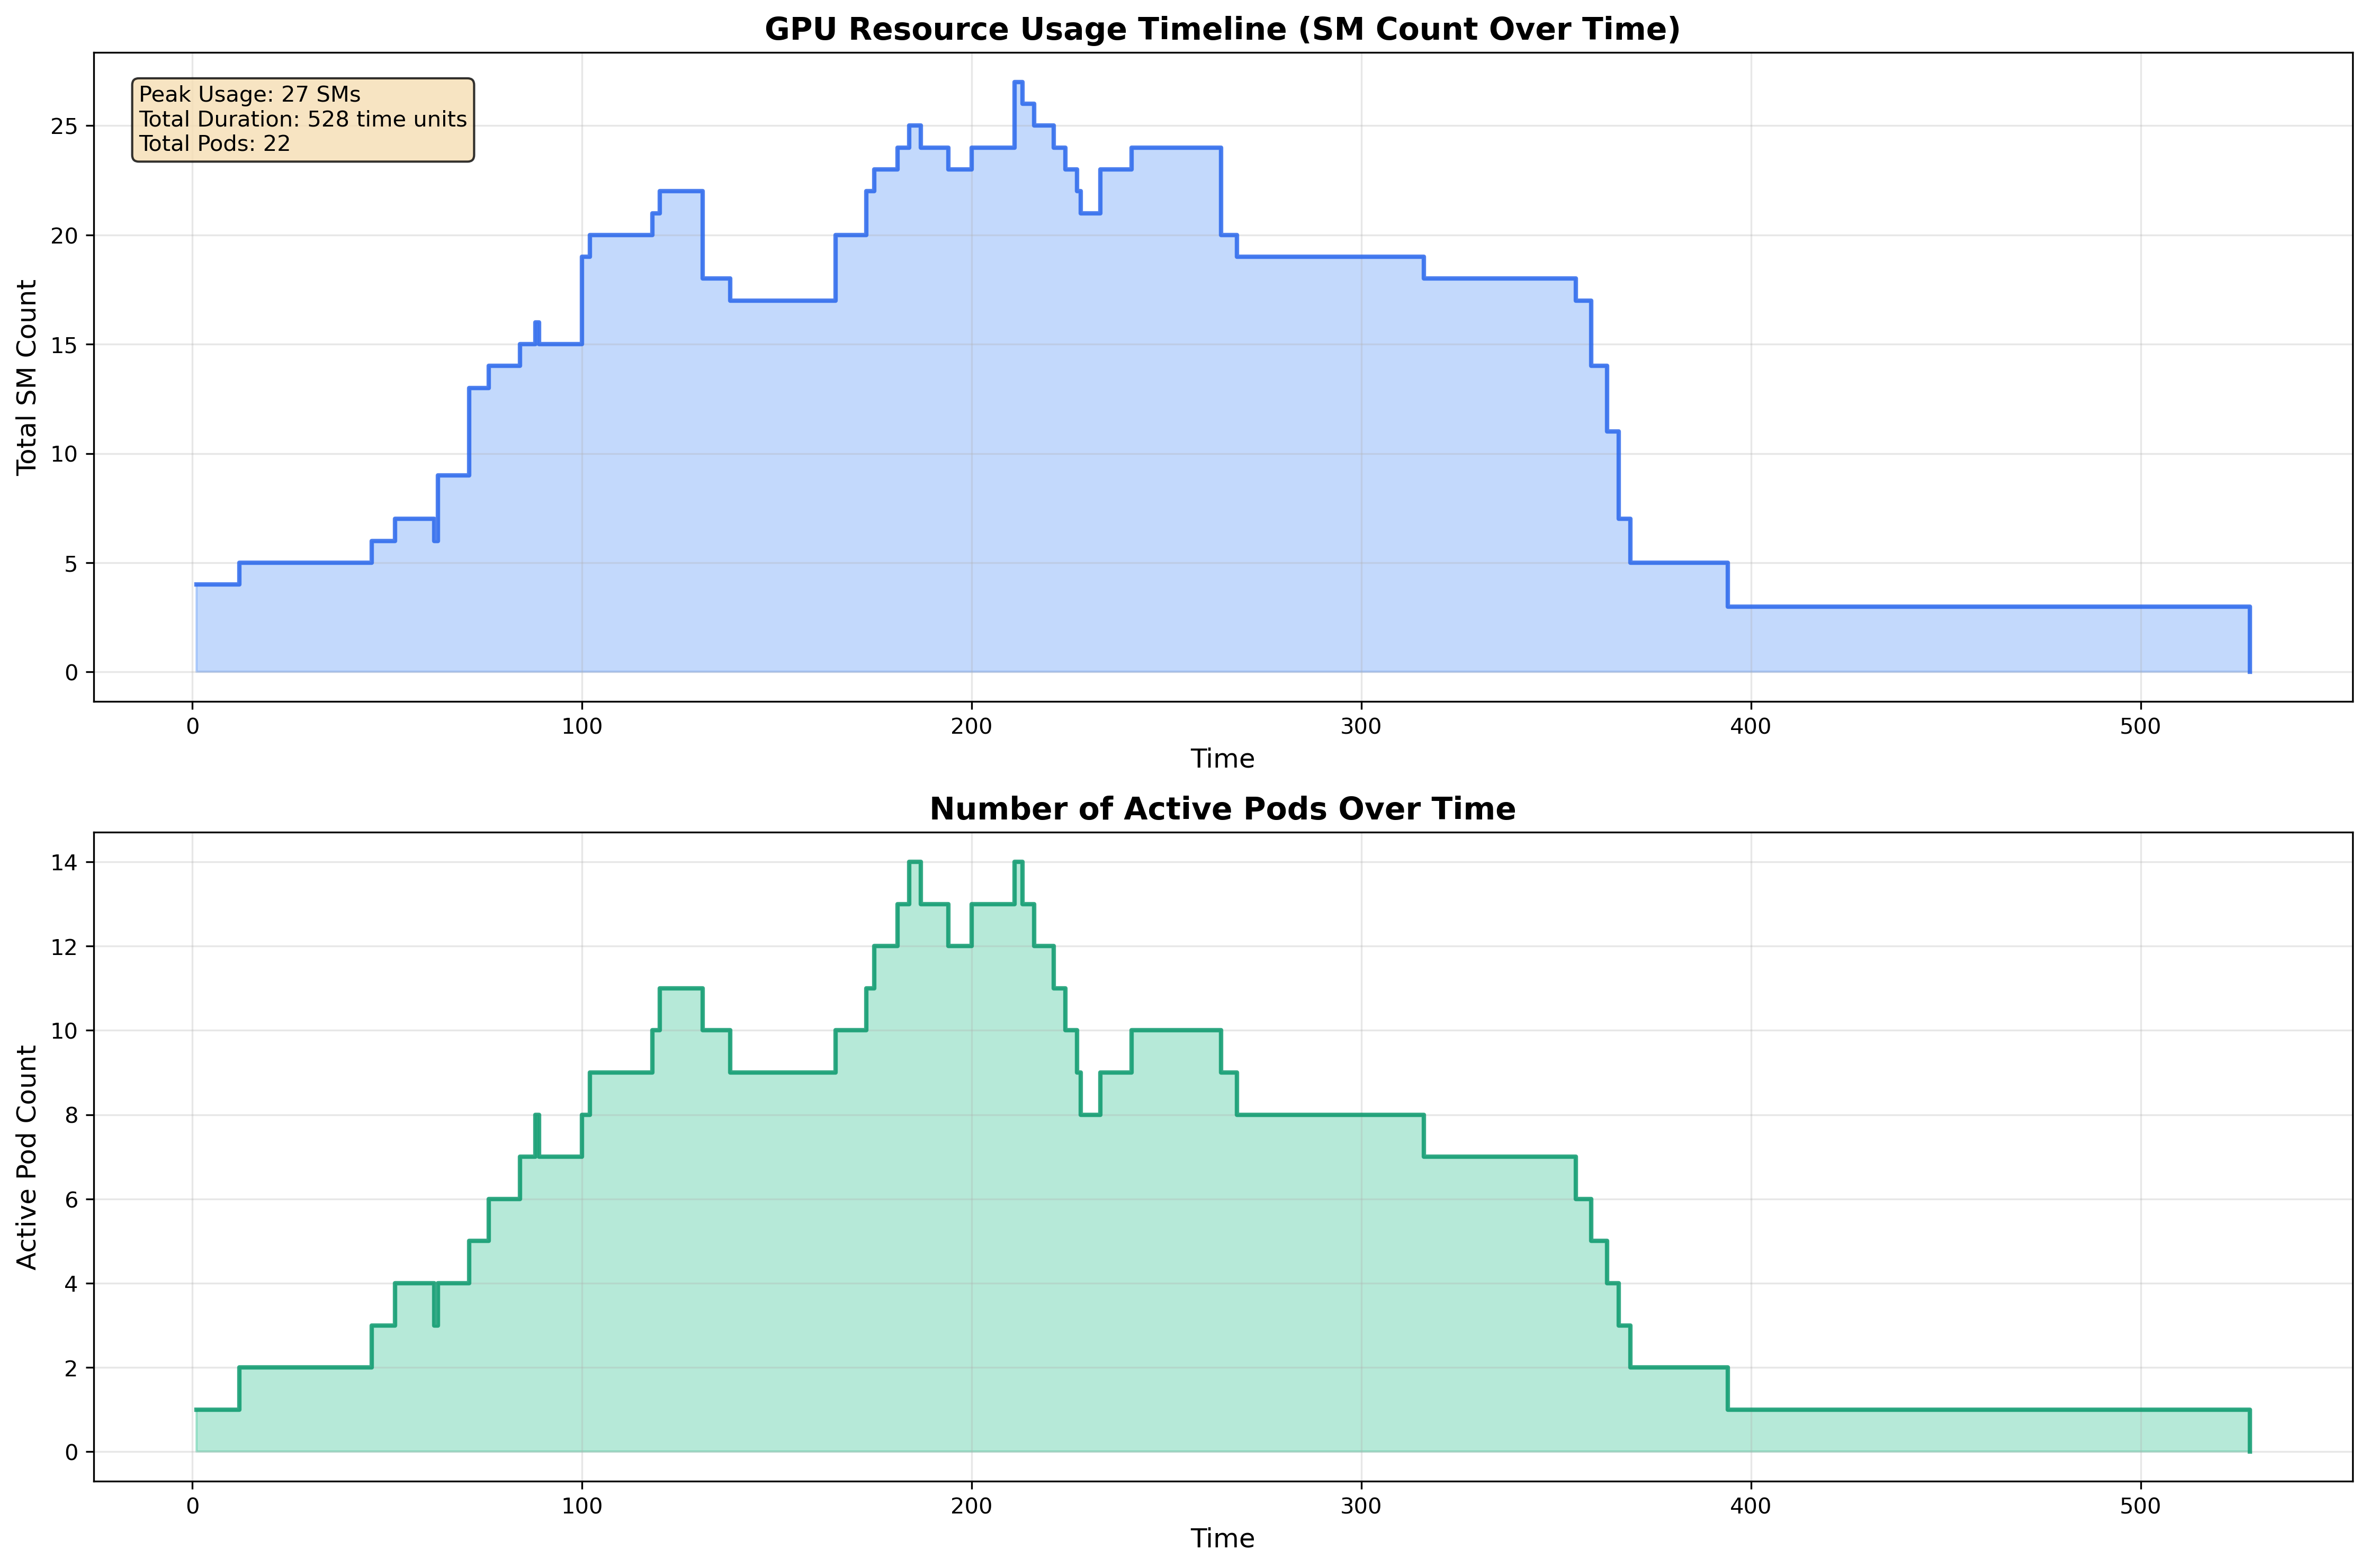 GPU Resource Usage Timeline (SM Count Over Time)
Peak Usage: 27 SMs
Total Duration: 528 time units
Total Pods: 22
Total SM Count
25
20
15
10
5
0
0 100 200 300 400 500
Time
Number of Active Pods Over Time
Active Pod Count
14
12
10
8
6
4
2
0
0 100 200 300 400 500
Time